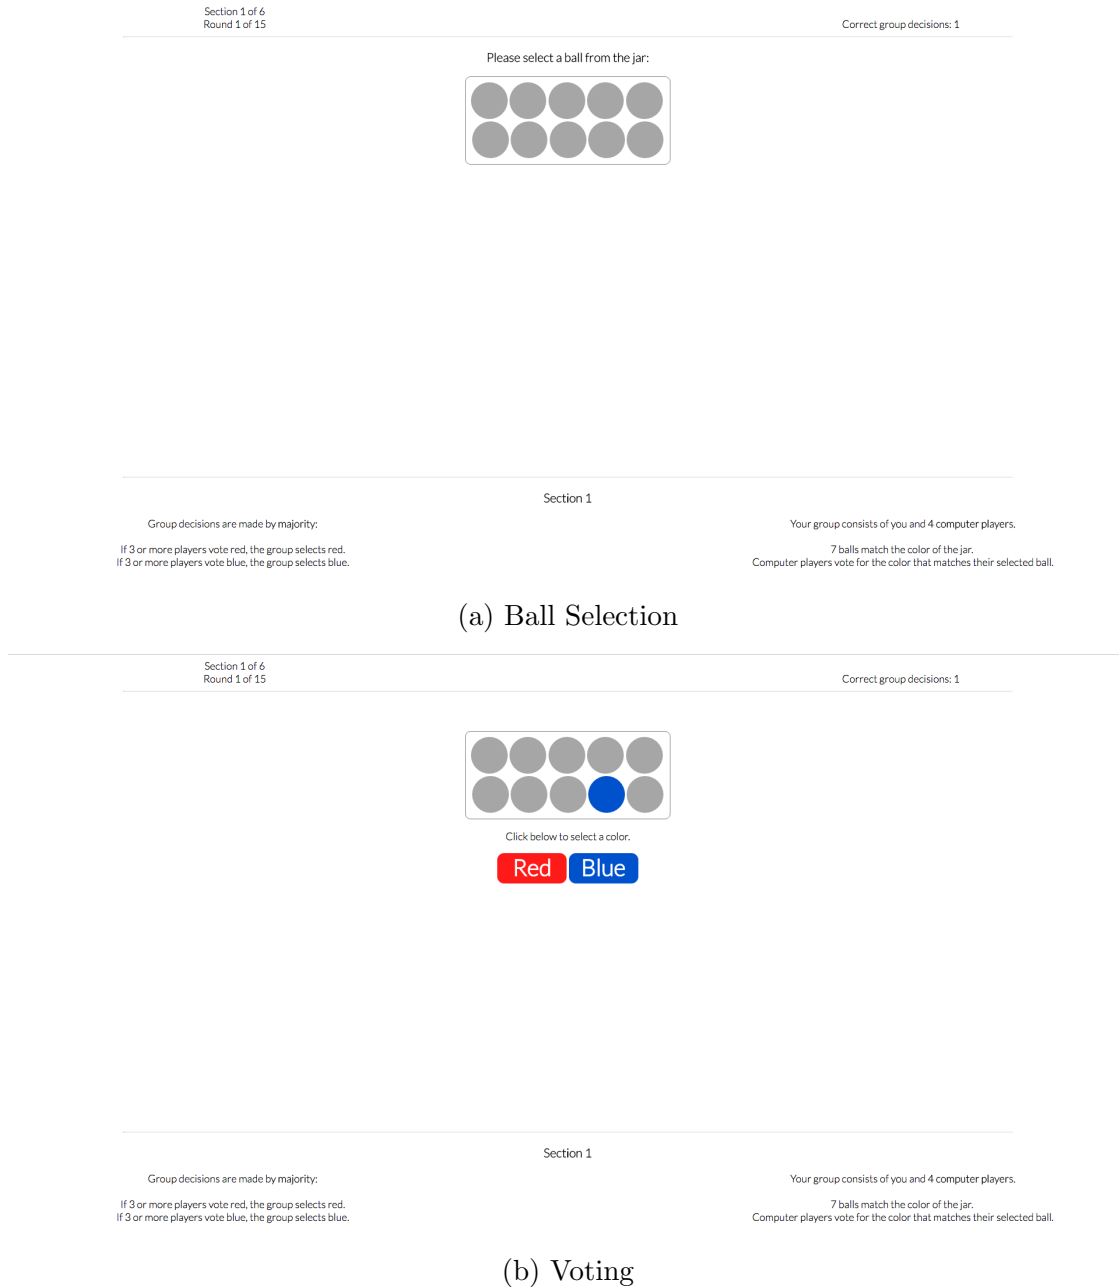 Section 1 of 6
Round 1 of 15
Correct group decisions: 1
Please select a ball from the jar:
Section 1
Group decisions are made by majority:
If 3 or more players vote red, the group selects red.
If 3 or more players vote blue, the group selects blue.
Your group consists of you and 4 computer players.
7 balls match the color of the jar.
Computer players vote for the color that matches their selected ball.
(a) Ball Selection
Section 1 of 6
Round 1 of 15
Correct group decisions: 1
Click below to select a color.
Red Blue
Section 1
Group decisions are made by majority:
If 3 or more players vote red, the group selects red.
If 3 or more players vote blue, the group selects blue.
Your group consists of you and 4 computer players.
7 balls match the color of the jar.
Computer players vote for the color that matches their selected ball.
(b) Voting